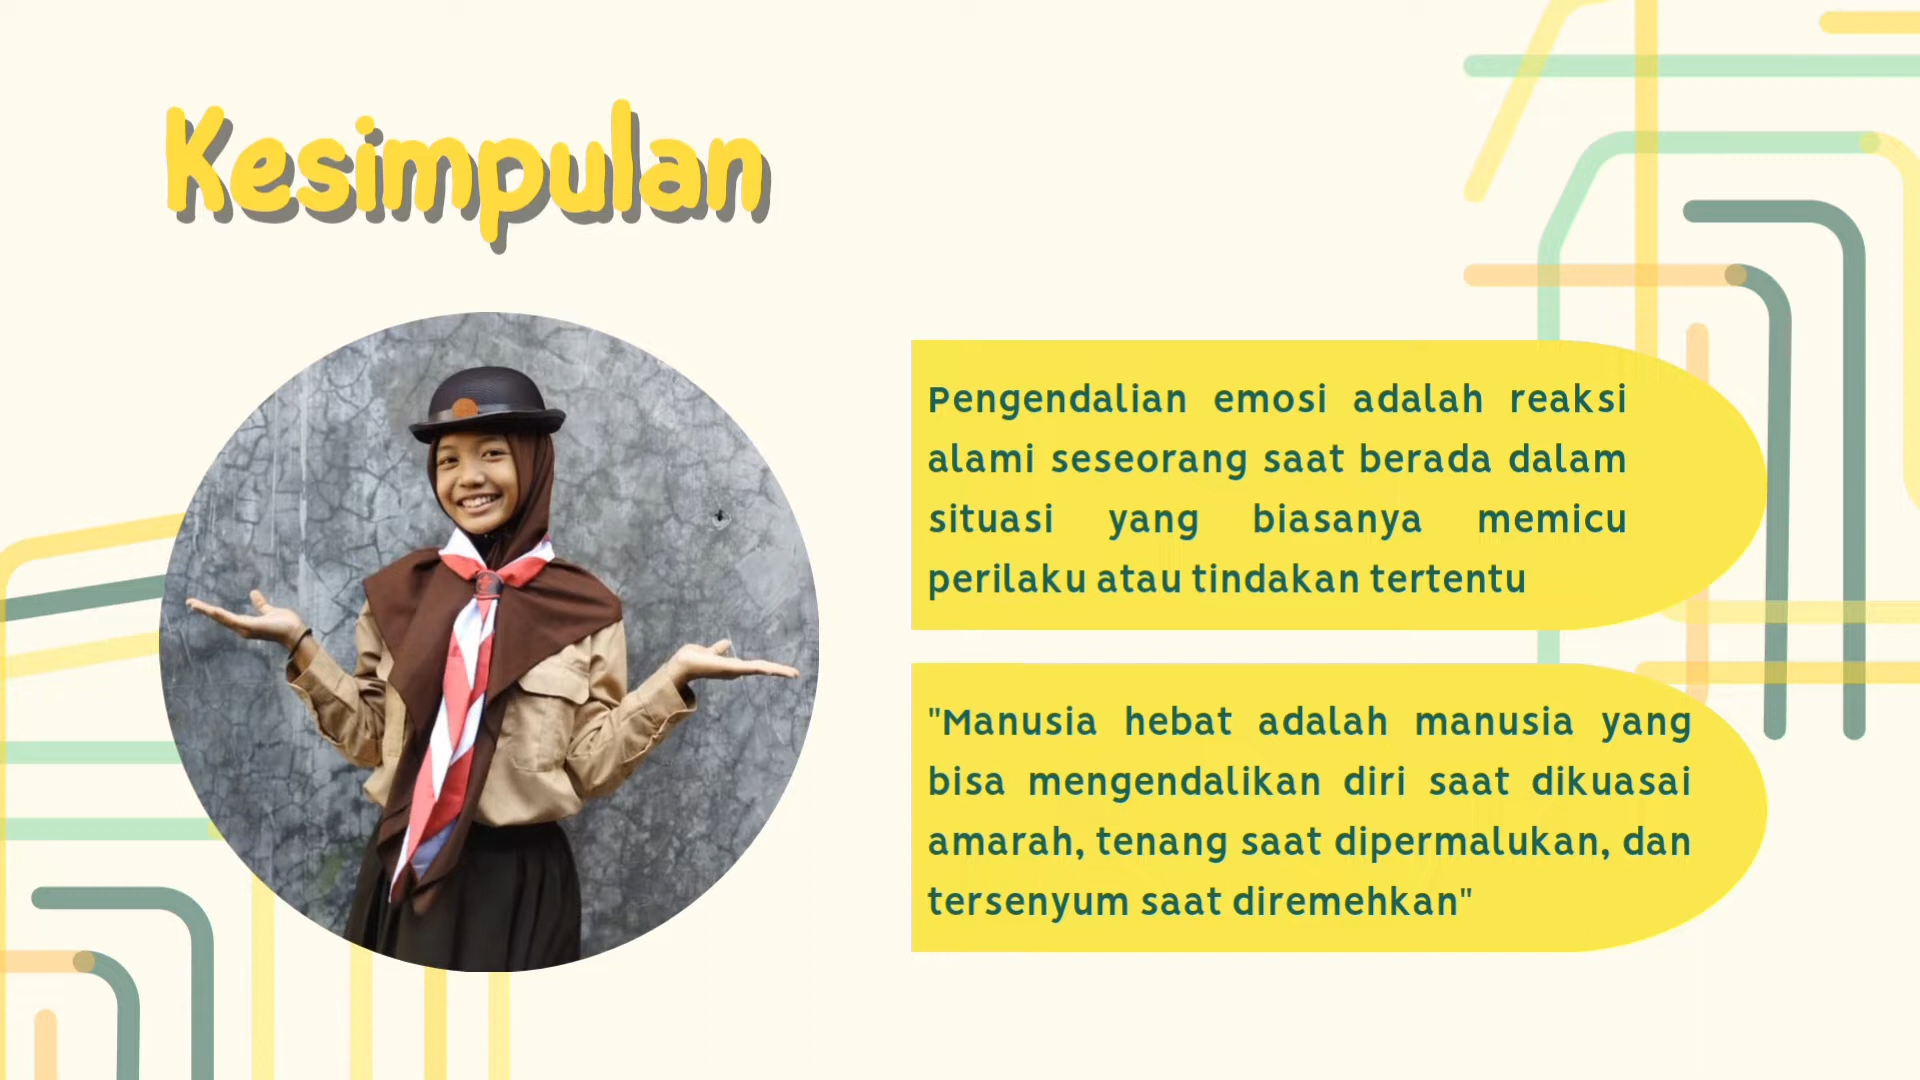 Kesimpulan
Pengendalian emosi adalah reaksi
alami seseorang saat berada dalam
situasi yang biasanya memicu
perilaku atau tindakan tertentu
"Manusia hebat adalah manusia yang
bisa mengendalikan diri saat dikuasai
amarah, tenang saat dipermalukan, dan
tersenyum saat diremehkan"